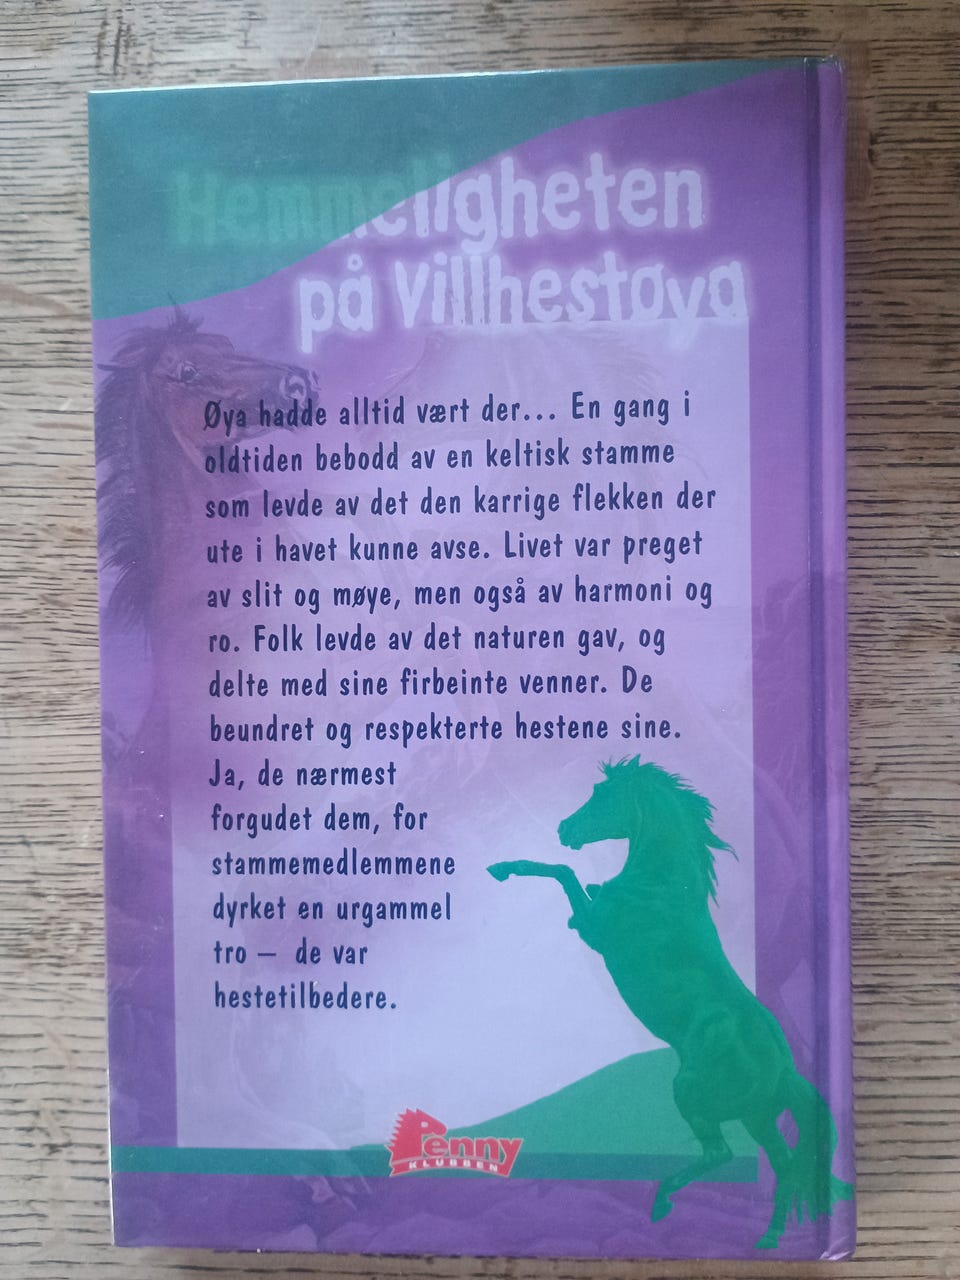 Hemmeligheten
på villhestøya
Øya hadde alltid vært der... En gang i
oldtiden bebodd av en keltisk stamme
som levde av det den karrige flekken der
ute i havet kunne avse. Livet var preget
av slit og møye, men også av harmoni og
ro. Folk levde av det naturen gav, og
delte med sine firbeinte venner. De
beundret og respekterte hestene sine.
Ja, de nærmest
forgudet dem, for
stammemedlemmene
dyrket en urgammel
tro – de var
hestetilbedere.
Penny
KLUBBEN